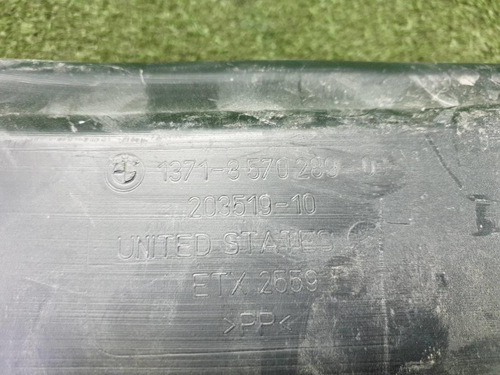 1371-8 570 289
203519-10
UNITED STATES
ETX 2559
>PP<